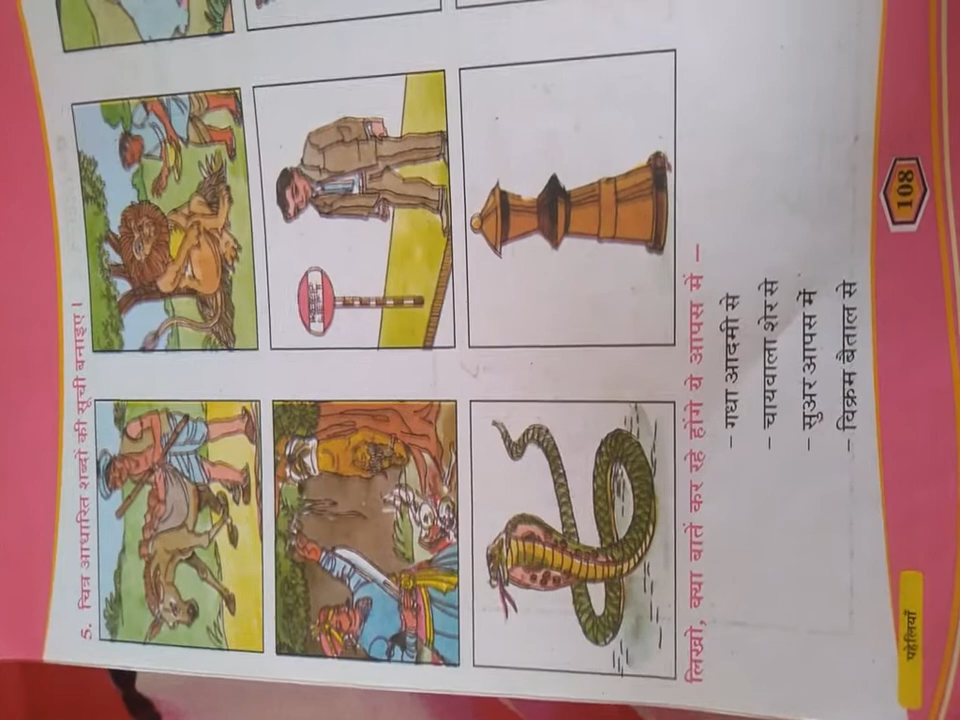 5. चित्र आधारित शब्दों की सूची बनाइए।
लिखो, क्या बातें कर रहे होंगे ये आपस में –
– गधा आदमी से
– चायवाला शेर से
– सुअर आपस में
– विक्रम बैताल से
पहेलियाँ
108